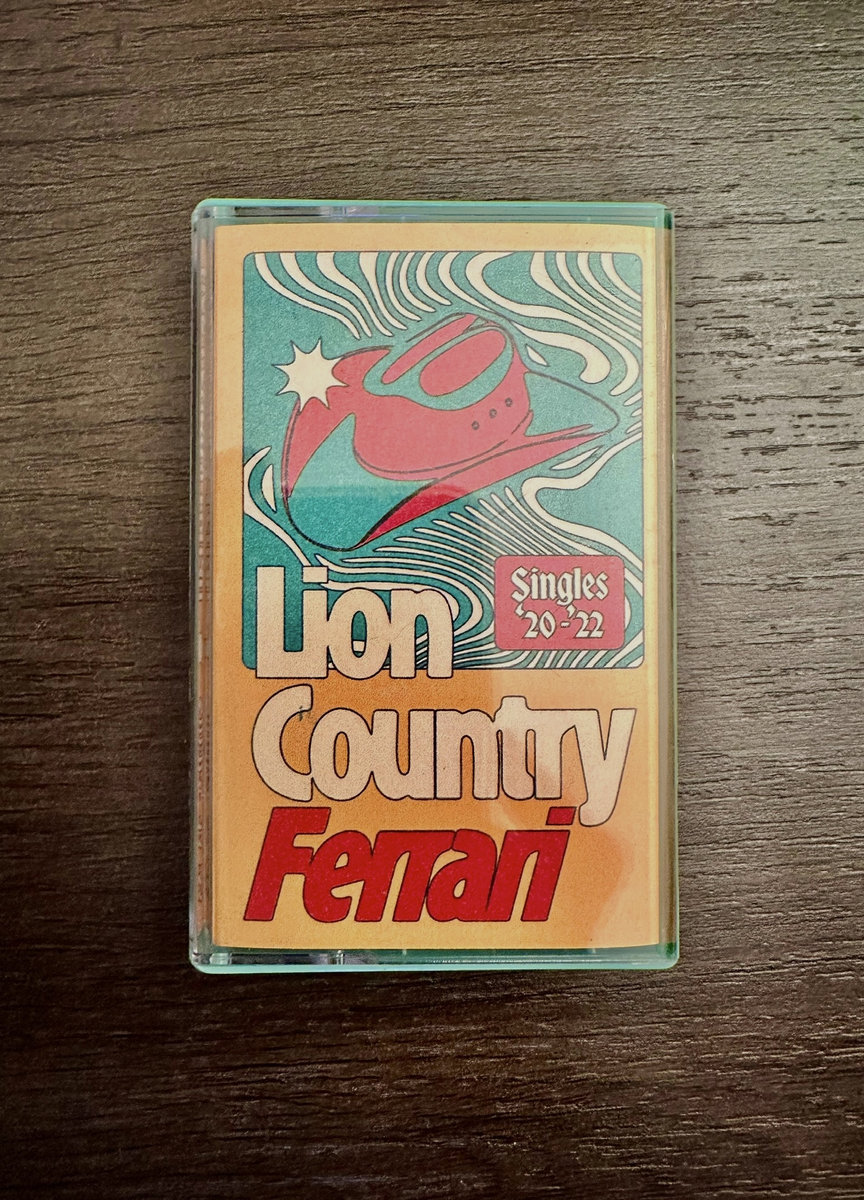 Singles
'20-'22
Lion
Country
Ferrari